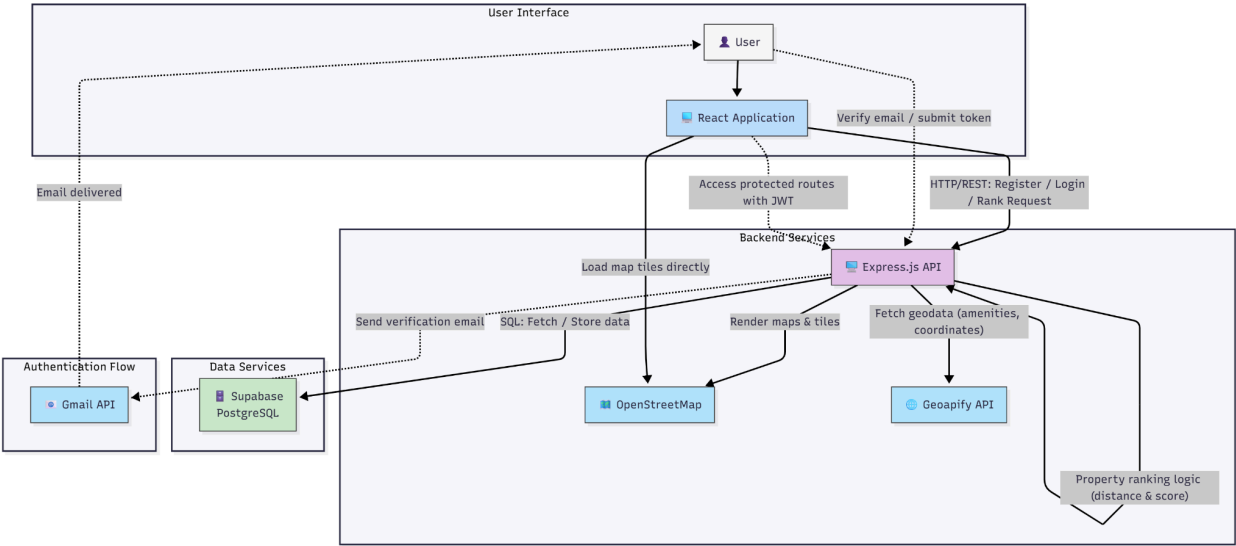 User Interface
User
React Application
Verify email / submit token
Email delivered
Access protected routes
with JWT
HTTP/REST: Register / Login
/ Rank Request
Backend Services
Express.js API
Load map tiles directly
Send verification email
SQL: Fetch / Store data
Render maps & tiles
Fetch geodata (amenities,
coordinates)
Authentication Flow
Data Services
Gmail API
Supabase
PostgreSQL
OpenStreetMap
Geoapify API
Property ranking logic
(distance & score)